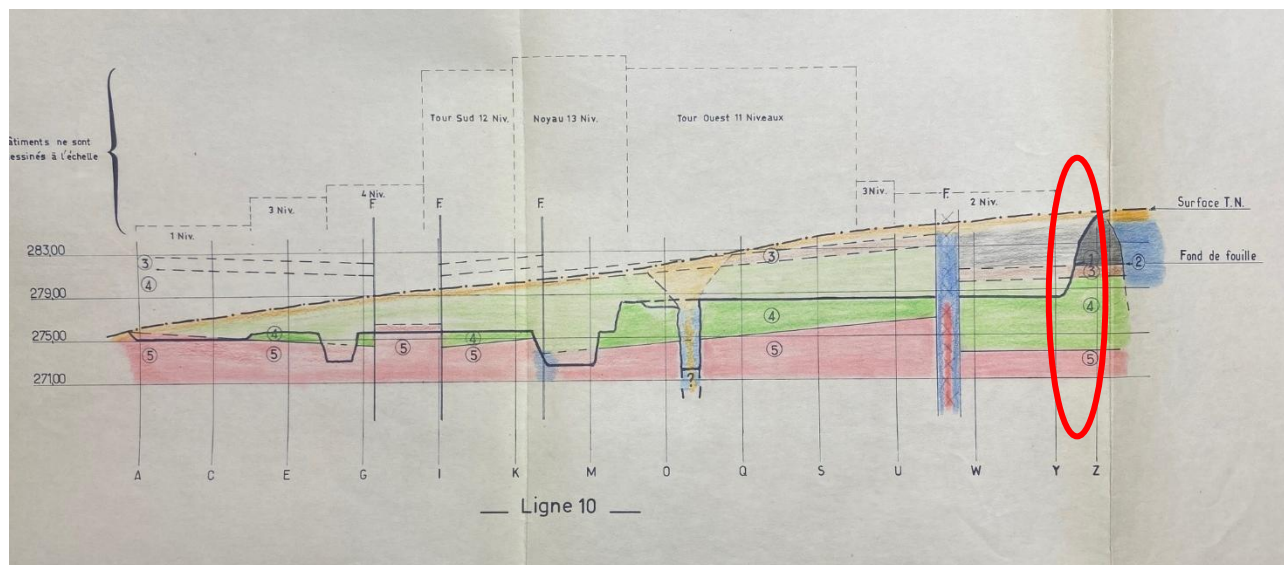 Tour Sud 12 Niv.
Noyau 13 Niv.
Tour Ouest 11 Niveaux
âtiments ne sont
essinés à l'échelle
1 Niv.
3 Niv.
4 Niv.
F.
F.
F.
3 Niv.
F.
2 Niv.
Surface T.N.
Fond de fouille
283,00
279,00
275,00
271,00
③
④
⑤
④
⑤
⑤
④
⑤
?
③
④
⑤
①
③
②
④
⑤
A C E G I K M O Q S U W Y Z
Ligne 10